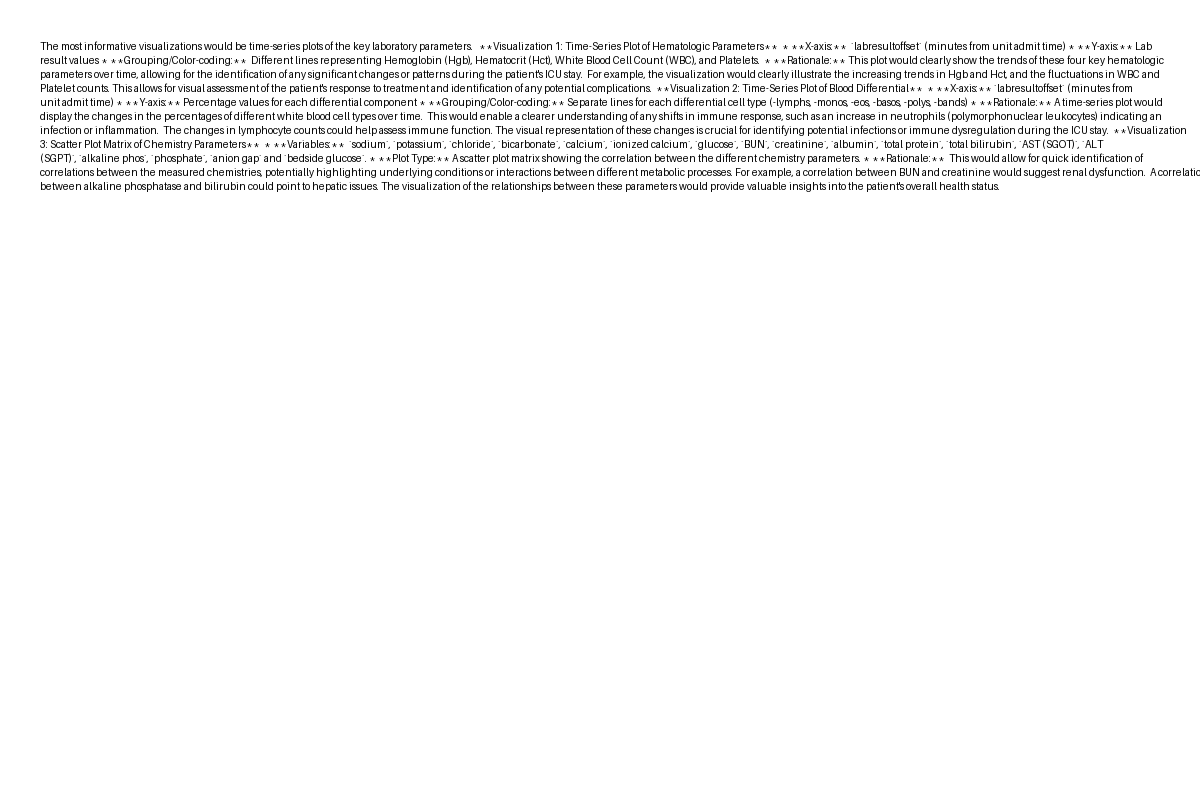 The most informative visualizations would be time-series plots of the key laboratory parameters.  **Visualization 1: Time-Series Plot of Hematologic Parameters**  * **X-axis:**  `labresultoffset` (minutes from unit admit time) * **Y-axis:** Lab
result values * **Grouping/Color-coding:**  Different lines representing Hemoglobin (Hgb), Hematocrit (Hct), White Blood Cell Count (WBC), and Platelets.  * **Rationale:**  This plot would clearly show the trends of these four key hematologic
parameters over time, allowing for the identification of any significant changes or patterns during the patient's ICU stay.  For example, the visualization would clearly illustrate the increasing trends in Hgb and Hct, and the fluctuations in WBC and
Platelet counts. This allows for visual assessment of the patient's response to treatment and identification of any potential complications.  **Visualization 2: Time-Series Plot of Blood Differential**  * **X-axis:**  `labresultoffset` (minutes from
unit admit time) * **Y-axis:** Percentage values for each differential component * **Grouping/Color-coding:** Separate lines for each differential cell type (-lymphs, -monos, -eos, -basos, -polys, -bands) * **Rationale:** A time-series plot would
display the changes in the percentages of different white blood cell types over time.  This would enable a clearer understanding of any shifts in immune response, such as an increase in neutrophils (polymorphonuclear leukocytes) indicating an
infection or inflammation.  The changes in lymphocyte counts could help assess immune function. The visual representation of these changes is crucial for identifying potential infections or immune dysregulation during the ICU stay.  **Visualization
3: Scatter Plot Matrix of Chemistry Parameters**  * **Variables:**  `sodium`, `potassium`, `chloride`, `bicarbonate`, `calcium`, `ionized calcium`, `glucose`, `BUN`, `creatinine`, `albumin`, `total protein`, `total bilirubin`, `AST (SGOT)`, `ALT
(SGPT)`, `alkaline phos`, `phosphate`, `anion gap` and `bedside glucose`. * **Plot Type:** A scatter plot matrix showing the correlation between the different chemistry parameters. * **Rationale:**  This would allow for quick identification of
correlations between the measured chemistries, potentially highlighting underlying conditions or interactions between different metabolic processes. For example, a correlation between BUN and creatinine would suggest renal dysfunction.  A correlatio
between alkaline phosphatase and bilirubin could point to hepatic issues. The visualization of the relationships between these parameters would provide valuable insights into the patient's overall health status.